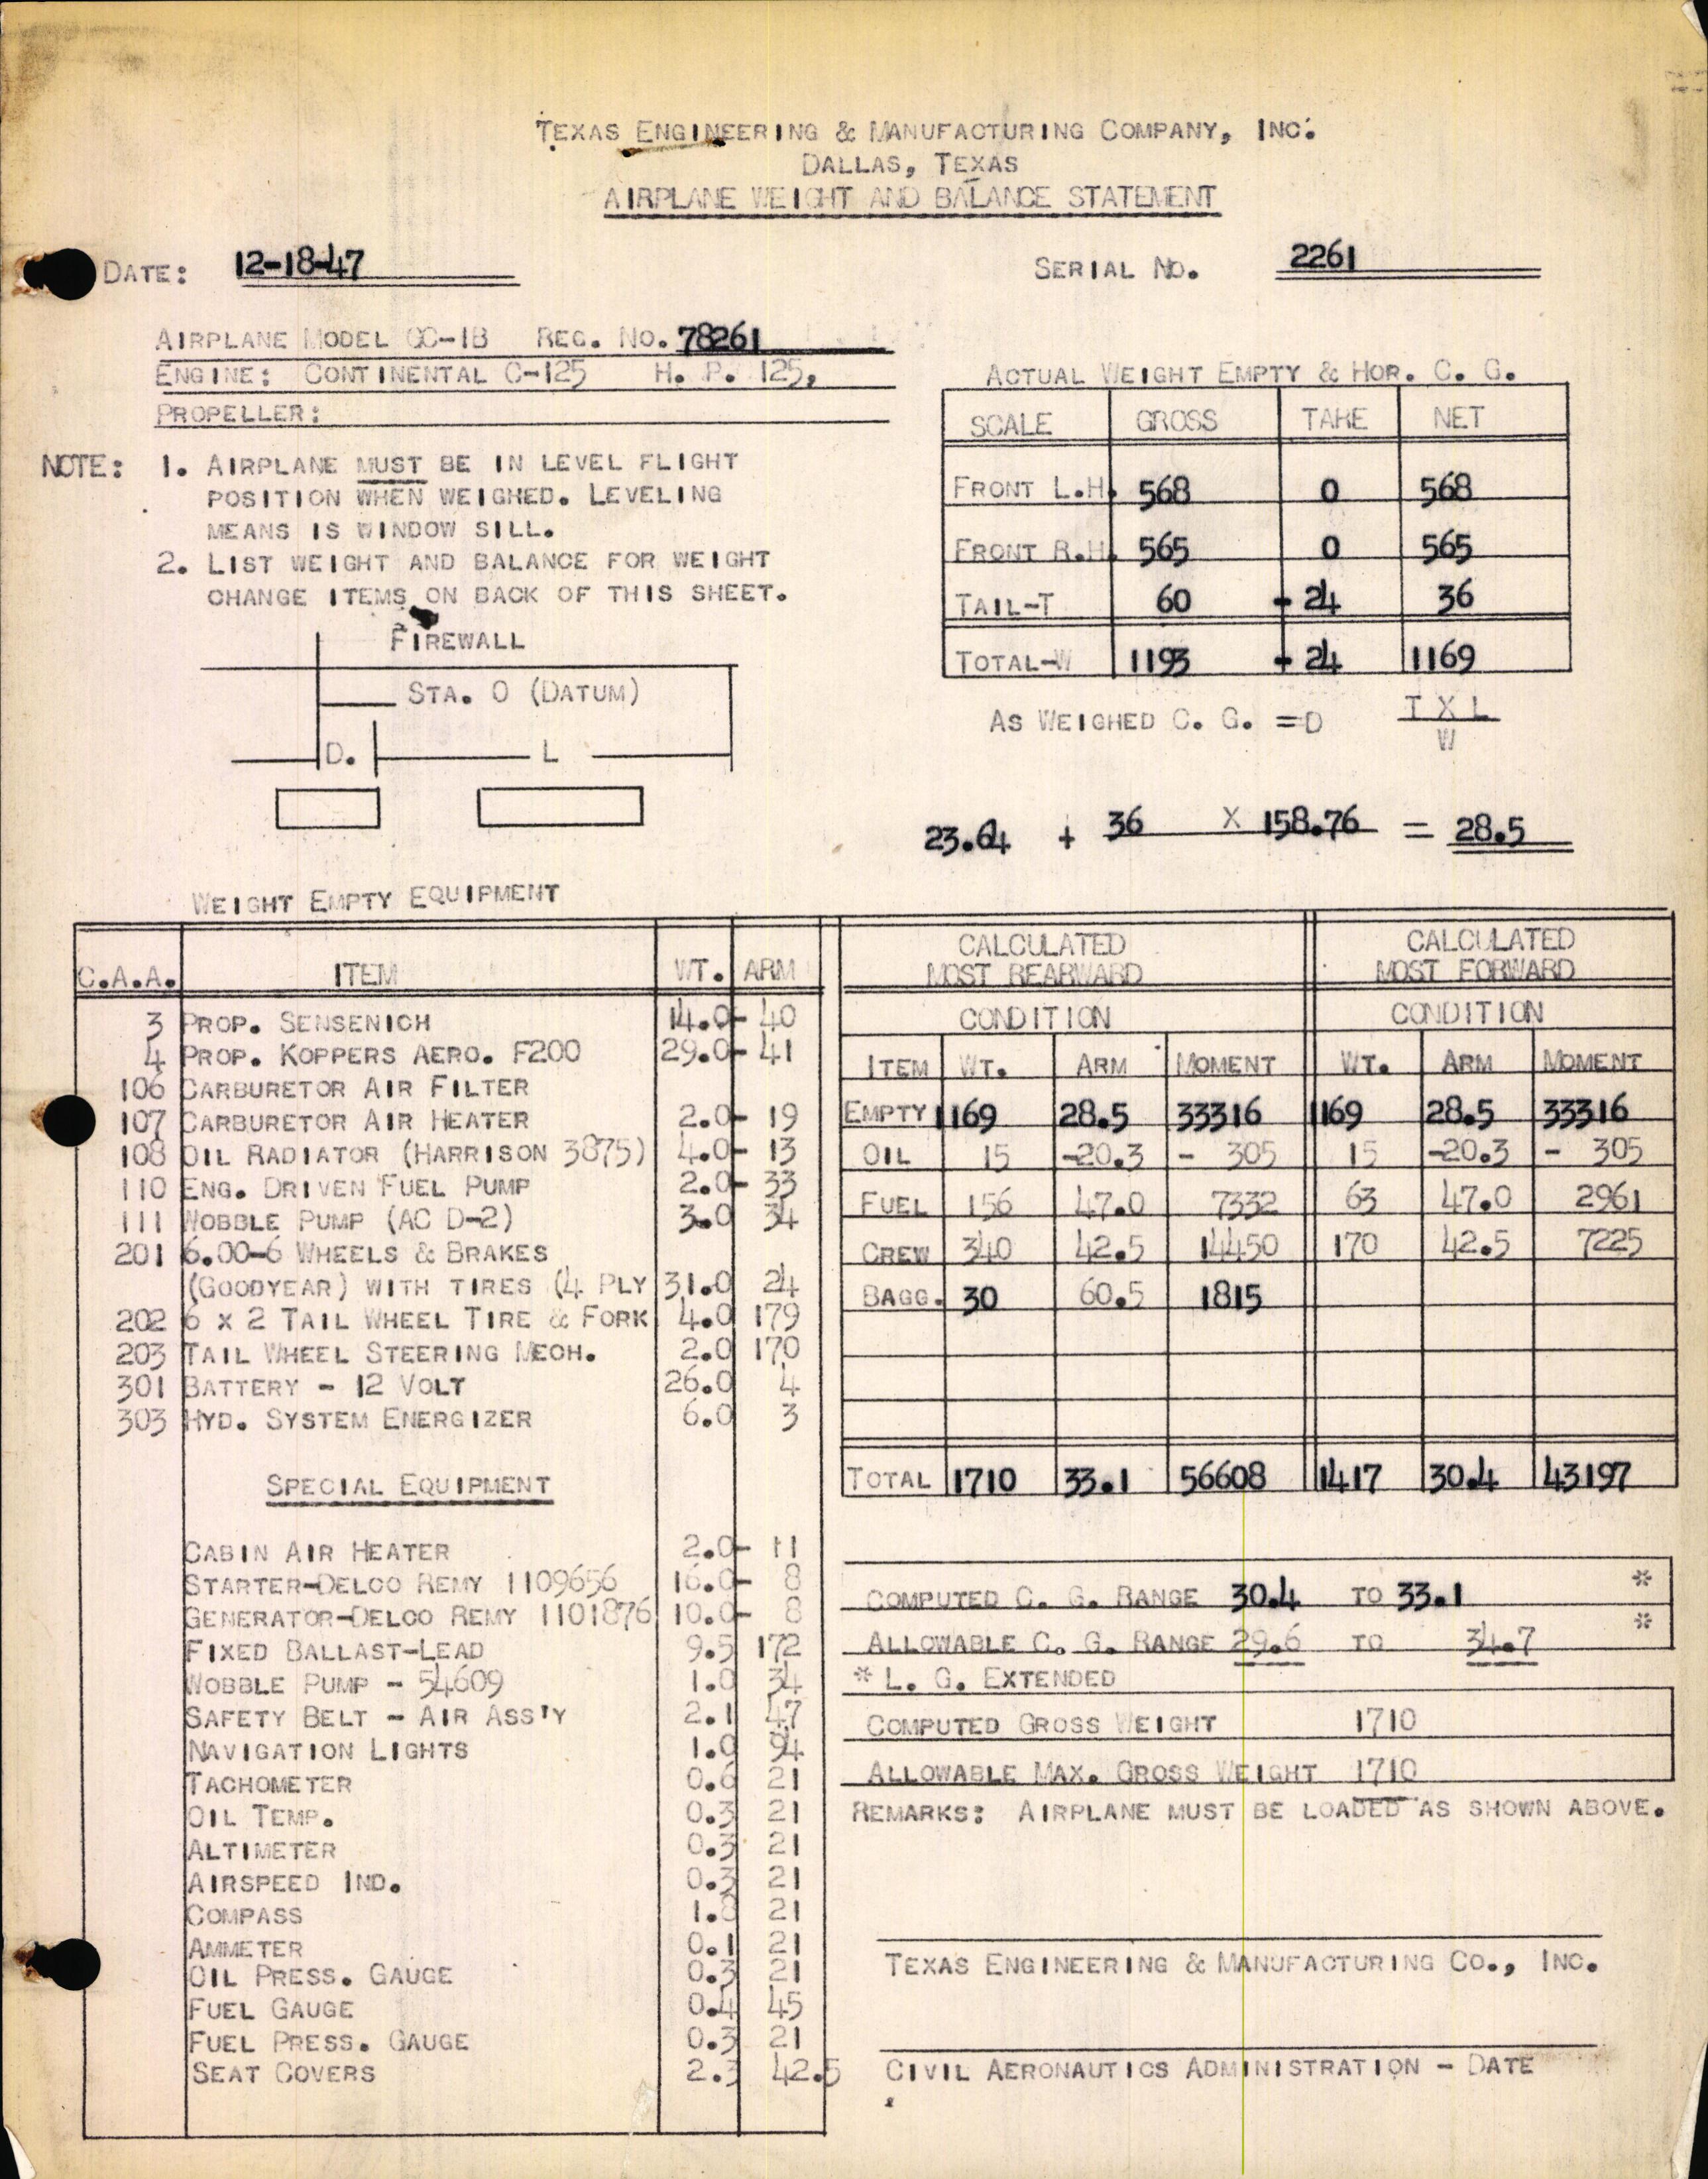 TEXAS ENGINEERING & MANUFACTURING COMPANY, INC.
DALLAS, TEXAS
AIRPLANE WEIGHT AND BALANCE STATEMENT
DATE: 12-18-47 SERIAL NO. 2261
AIRPLANE MODEL GC-1B REG. NO. 78261
ENGINE: CONTINENTAL C-125 H. P. 125,
PROPELLER:
NOTE: 1. AIRPLANE MUST BE IN LEVEL FLIGHT
POSITION WHEN WEIGHED. LEVELING
MEANS IS WINDOW SILL.
2. LIST WEIGHT AND BALANCE FOR WEIGHT
CHANGE ITEMS ON BACK OF THIS SHEET.
FIREWALL
STA. 0 (DATUM)
D. L
ACTUAL WEIGHT EMPTY & HOR. C. G.
SCALE GROSS TARE NET
FRONT L.H. 568 0 568
FRONT R.H. 565 0 565
TAIL-T 60 - 24 36
TOTAL-W 1193 - 24 1169
AS WEIGHED C. G. = D T X L
W
23.64 + 36 X 158.76 = 28.5
WEIGHT EMPTY EQUIPMENT
C.A.A. ITEM WT. ARM
3 PROP. SENSENICH 14.0 - 40
4 PROP. KOPPERS AERO. F200 29.0 - 41
106 CARBURETOR AIR FILTER
107 CARBURETOR AIR HEATER 2.0 - 19
108 OIL RADIATOR (HARRISON 3875) 4.0 - 13
110 ENG. DRIVEN FUEL PUMP 2.0 - 33
111 WOBBLE PUMP (AC D-2) 3.0 34
201 6.00-6 WHEELS & BRAKES
(GOODYEAR) WITH TIRES (4 PLY 31.0 24
202 6 X 2 TAIL WHEEL TIRE & FORK 4.0 179
203 TAIL WHEEL STEERING MECH. 2.0 170
301 BATTERY - 12 VOLT 26.0 4
303 HYD. SYSTEM ENERGIZER 6.0 3
SPECIAL EQUIPMENT
CABIN AIR HEATER 2.0 - 11
STARTER-DELCO REMY 1109656 16.0 - 8
GENERATOR-DELCO REMY 1101876 10.0 - 8
FIXED BALLAST-LEAD 9.5 172
WOBBLE PUMP - 54609 1.0 34
SAFETY BELT - AIR ASS'Y 2.1 47
NAVIGATION LIGHTS 1.0 94
TACHOMETER 0.6 21
OIL TEMP. 0.3 21
ALTIMETER 0.3 21
AIRSPEED IND. 0.3 21
COMPASS 1.8 21
AMMETER 0.1 21
OIL PRESS. GAUGE 0.3 21
FUEL GAUGE 0.4 45
FUEL PRESS. GAUGE 0.3 21
SEAT COVERS 2.3 42.5
CALCULATED CALCULATED
MOST REARWARD MOST FORWARD
CONDITION CONDITION
ITEM WT. ARM MOMENT WT. ARM MOMENT
EMPTY 1169 28.5 33316 1169 28.5 33316
OIL 15 -20.3 - 305 15 -20.3 - 305
FUEL 156 47.0 7332 63 47.0 2961
CREW 340 42.5 14450 170 42.5 7225
BAGG. 30 60.5 1815
TOTAL 1710 33.1 56608 1417 30.4 43197
COMPUTED C. G. RANGE 30.4 TO 33.1 *
ALLOWABLE C. G. RANGE 29.6 TO 34.7 *
* L. G. EXTENDED
COMPUTED GROSS WEIGHT 1710
ALLOWABLE MAX. GROSS WEIGHT 1710
REMARKS: AIRPLANE MUST BE LOADED AS SHOWN ABOVE.
TEXAS ENGINEERING & MANUFACTURING CO., INC.
CIVIL AERONAUTICS ADMINISTRATION - DATE